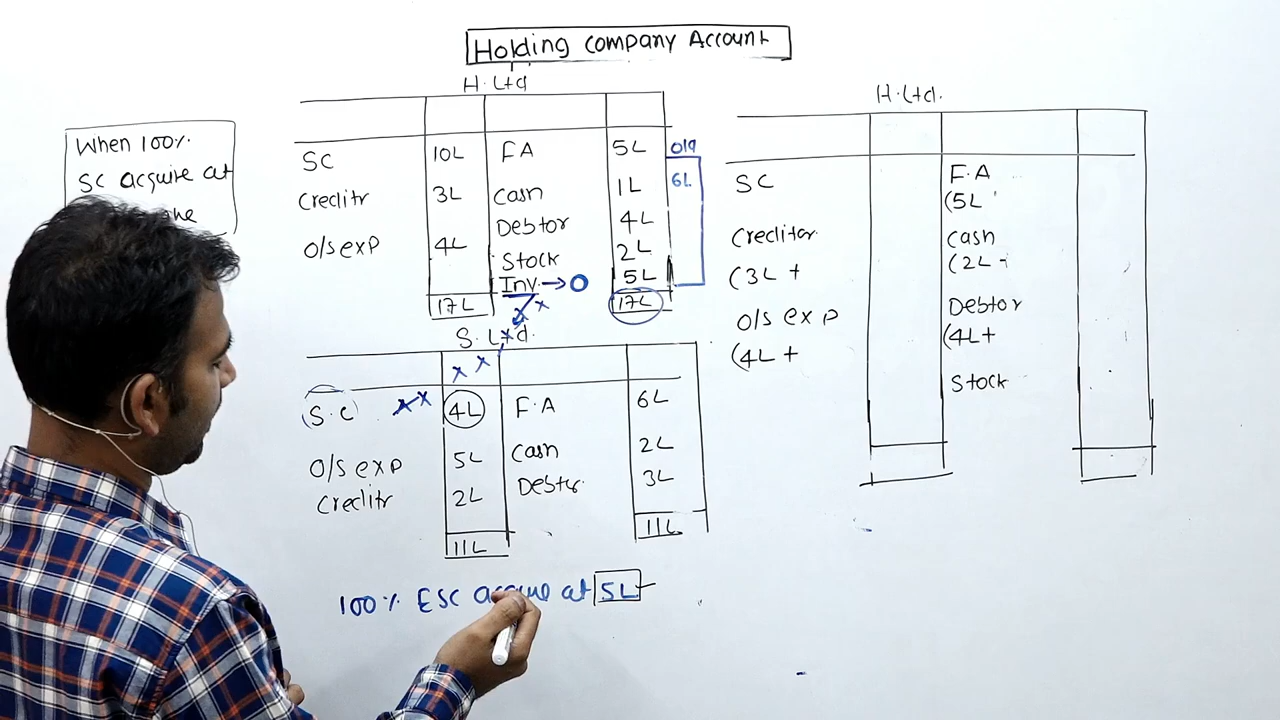 Holding Company Account
When 100%
SC acquire at
H. Ltd
SC 10L FA 5L old
Creditr 3L Cash 1L 6L
Debtor 4L
O/S exp 4L Stock 2L
Inv. → 0 5L
17L 17L
S. Ltd.
(S.C) 4L F.A 6L
O/S exp 5L Cash 2L
Creditr 2L Debtr. 3L
11L 11L
100% ESC acquire at 5L
H. Ltd.
SC F.A
(5L
Creditor Cash
(3L + (2L -
O/s exp Debtor
(4L + (4L +
Stock